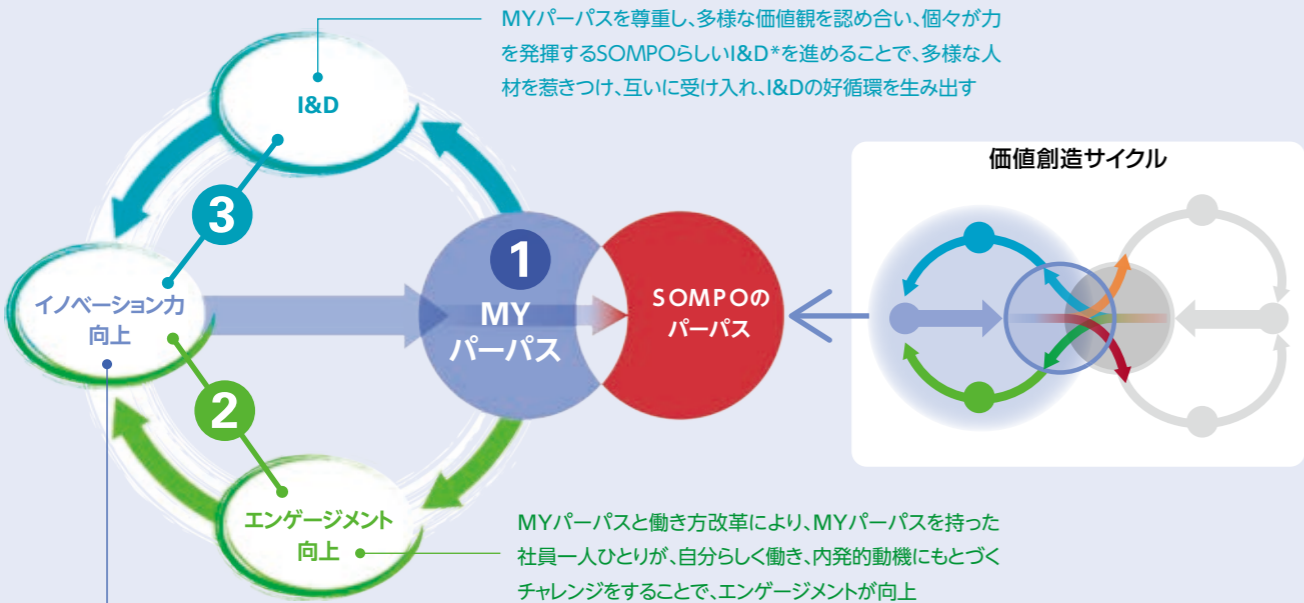 MYパーパスを尊重し、多様な価値観を認め合い、個々が力
を発揮するSOMPOらしいI&D*を進めることで、多様な人
材を惹きつけ、互いに受け入れ、I&Dの好循環を生み出す
I&D
価値創造サイクル
3
1
MY
パーパス
SOMPOの
パーパス
イノベーション力
向上
2
エンゲージメント
向上
MYパーパスと働き方改革により、MYパーパスを持った
社員一人ひとりが、自分らしく働き、内発的動機にもとづく
チャレンジをすることで、エンゲージメントが向上